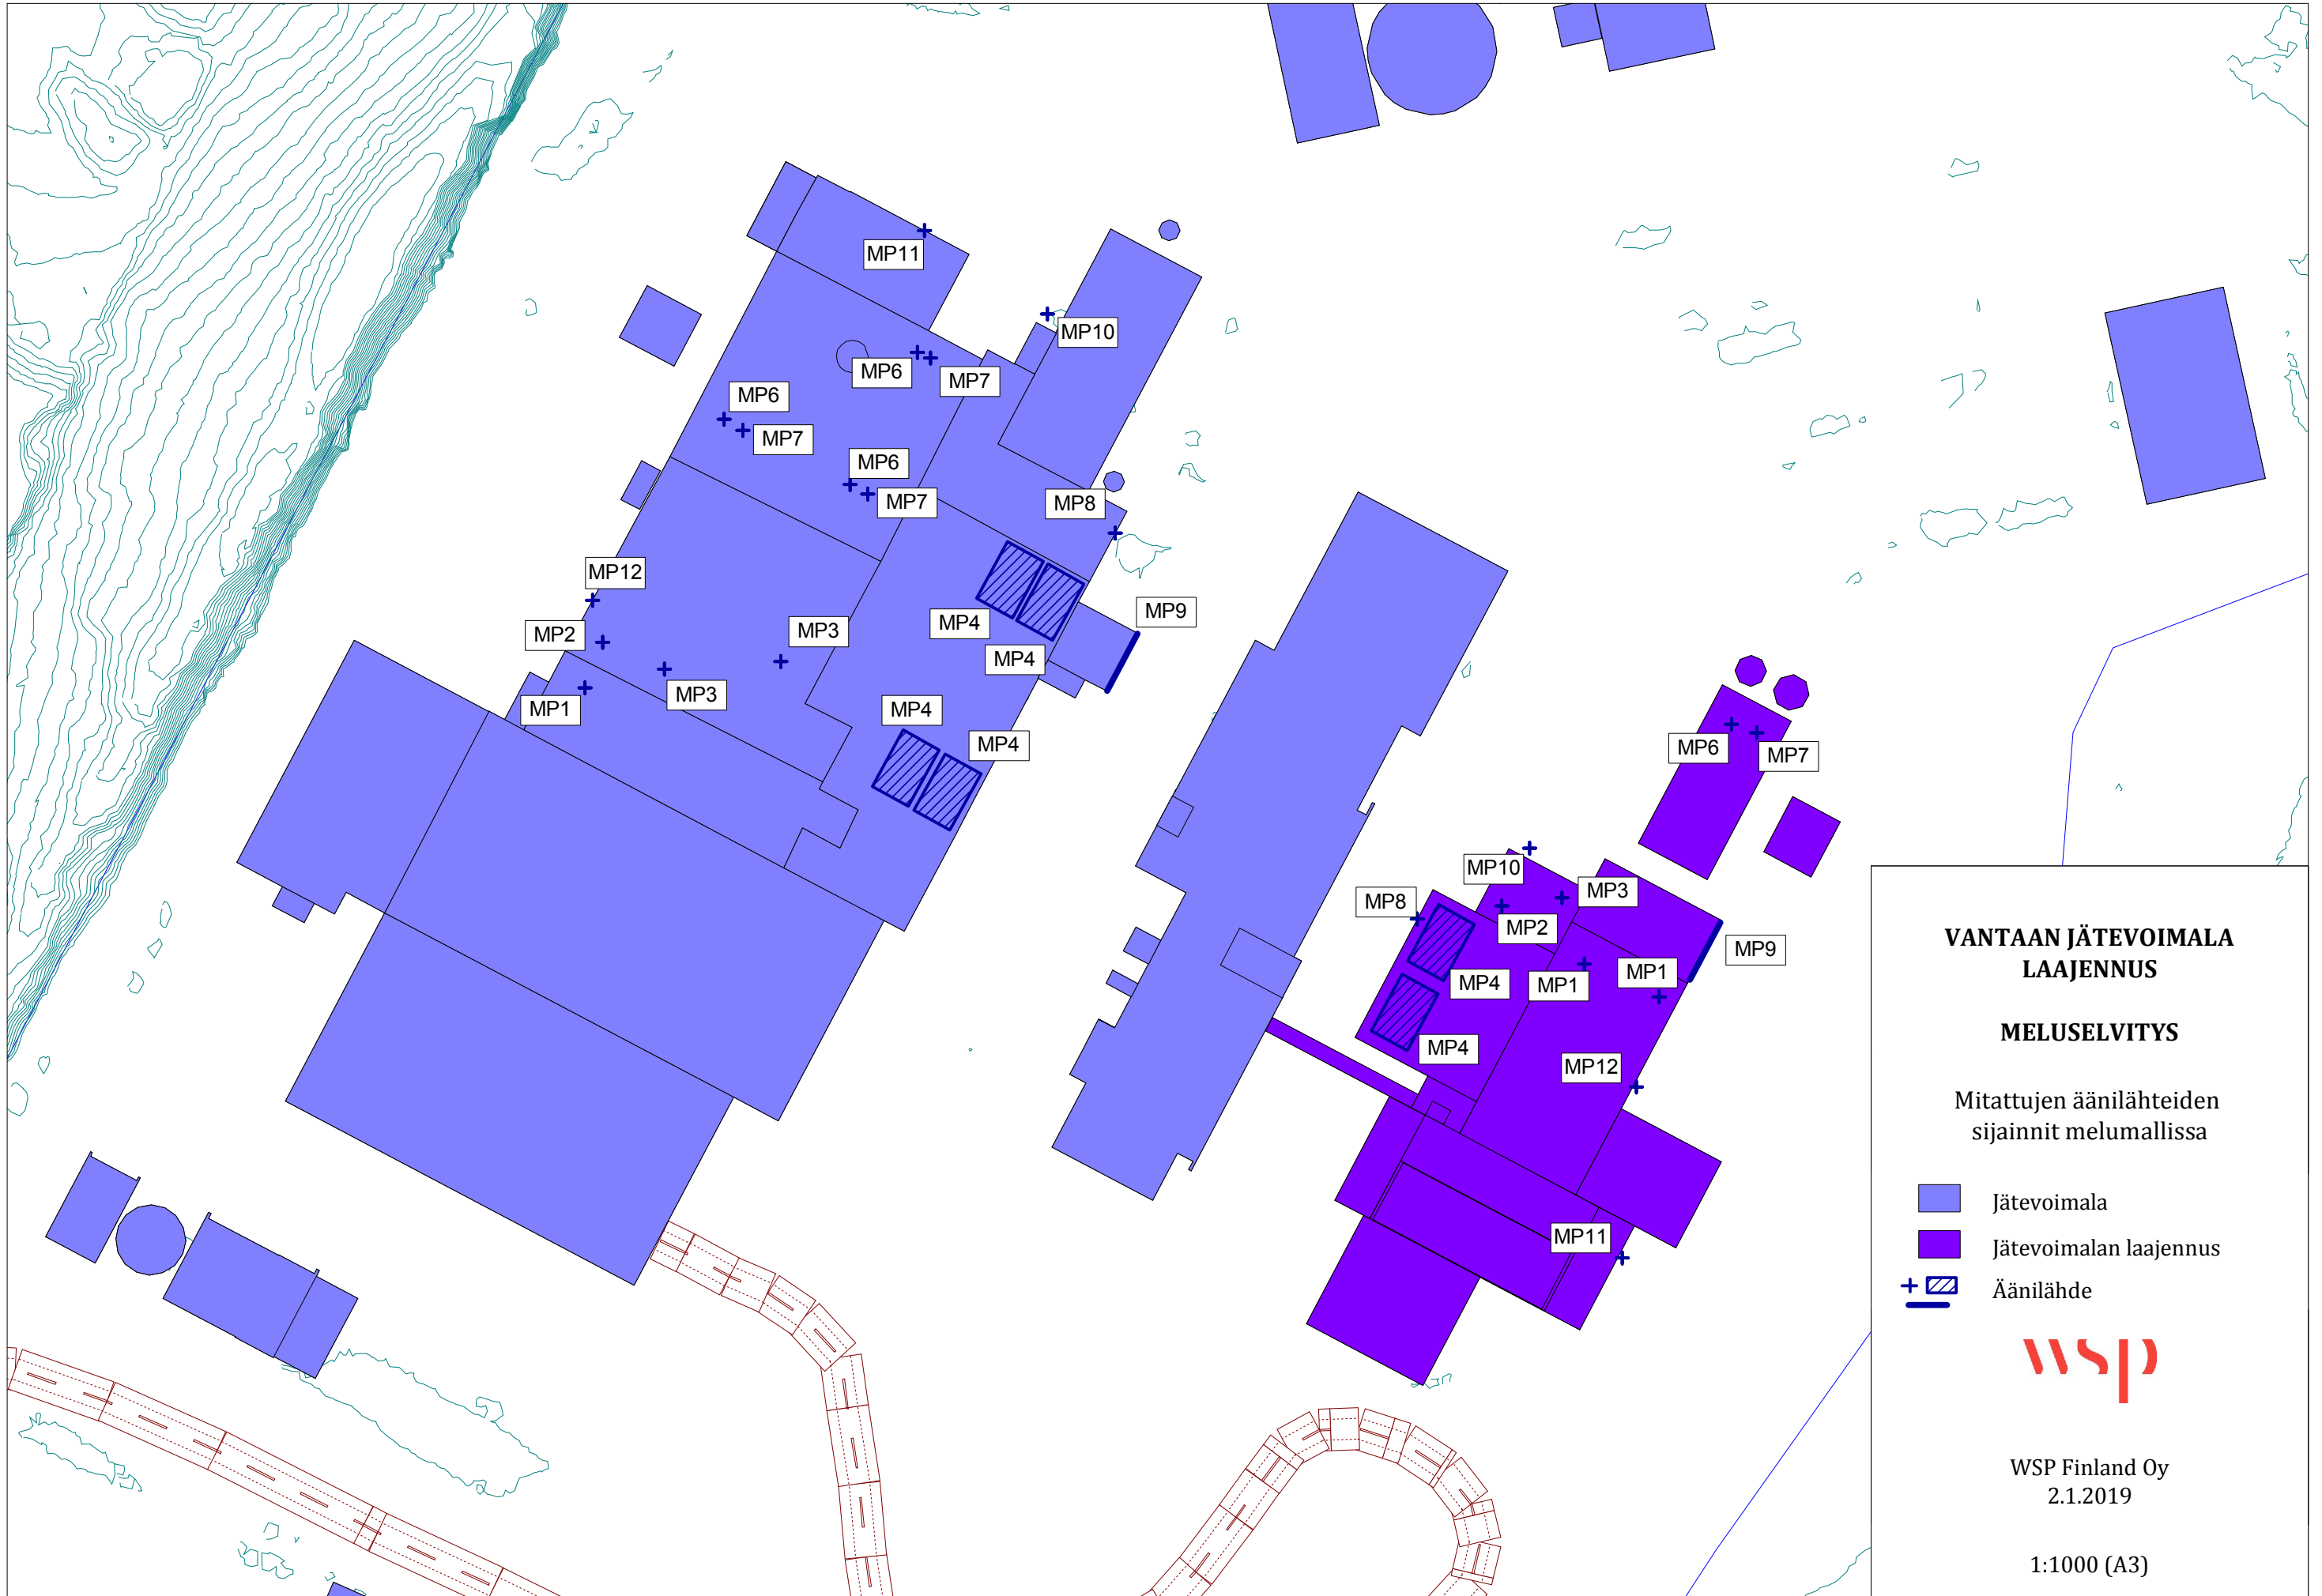 MP11
MP10
MP6
MP7
MP6
MP7
MP6
MP7
MP8
MP12
MP9
MP2
MP3
MP4
MP4
MP3
MP1
MP4
MP4
MP6
MP7
MP10
MP3
MP8
MP2
MP9
MP1
MP4
MP1
MP4
MP12
MP11
VANTAAN JÄTEVOIMALA
LAAJENNUS
MELUSELVITYS
Mitattujen äänilähteiden
sijainnit melumallissa
Jätevoimala
Jätevoimalan laajennus
Äänilähde
wsp
WSP Finland Oy
2.1.2019
1:1000 (A3)